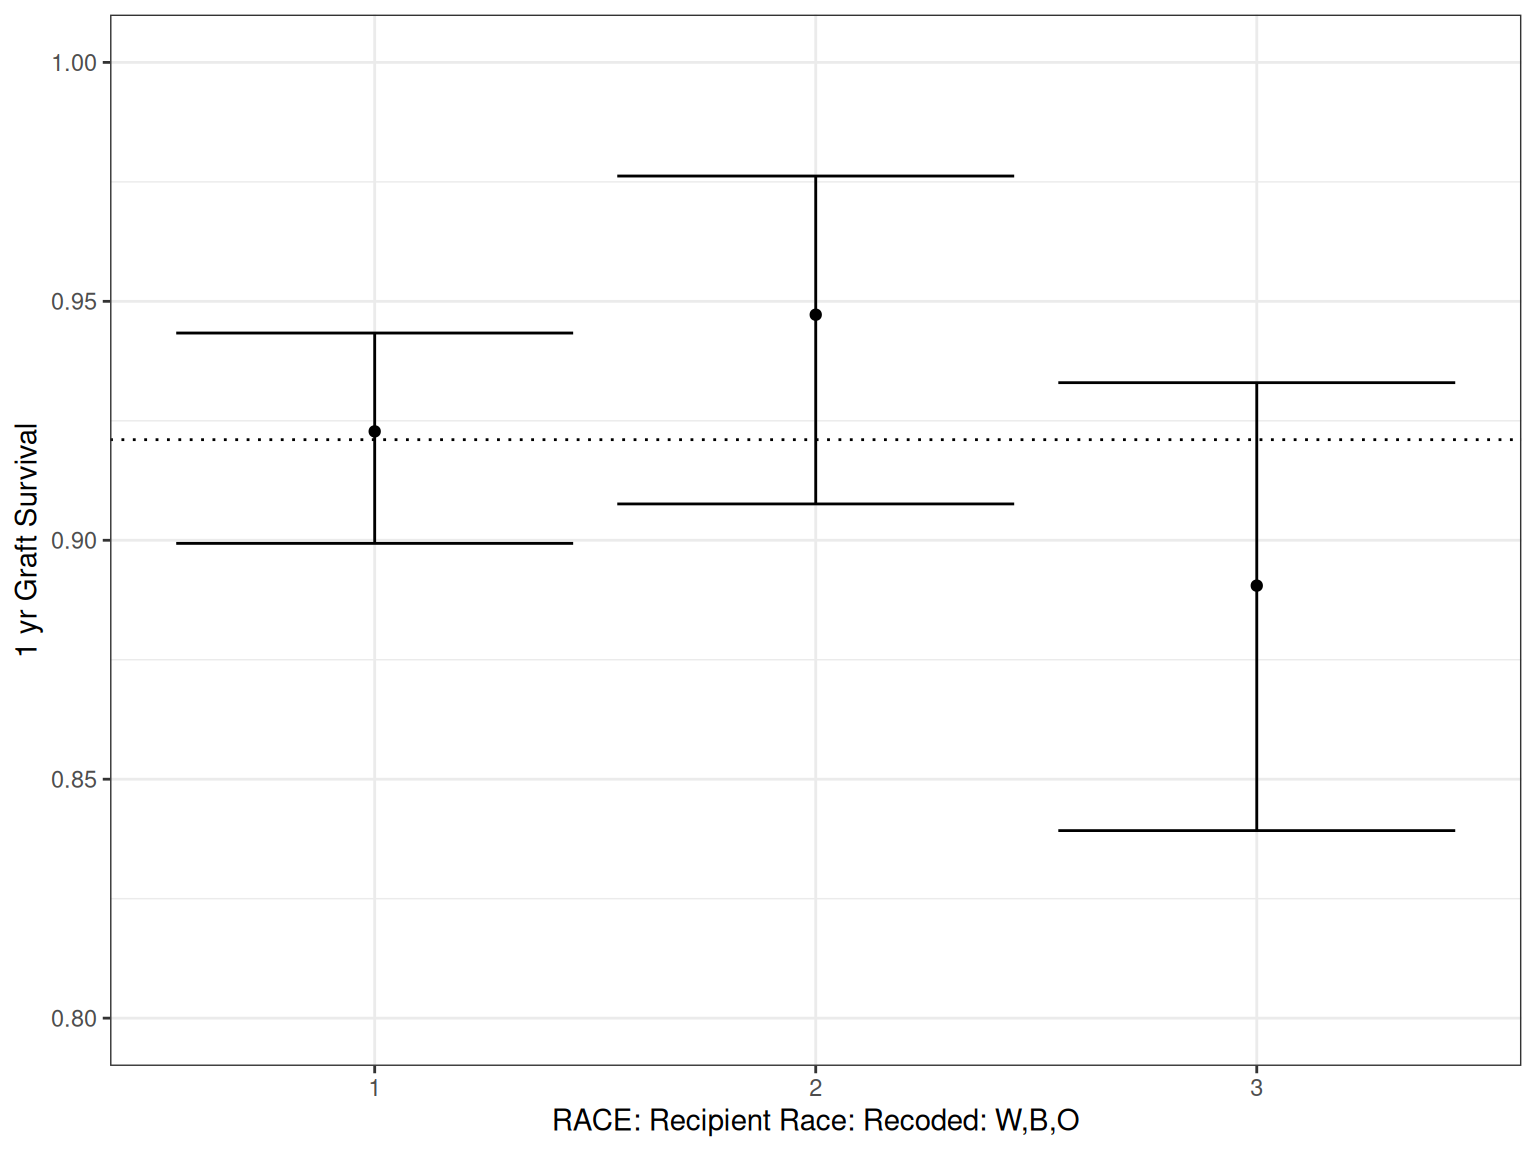 1.00
0.95
0.90
0.85
0.80
1 yr Graft Survival
1 2 3
RACE: Recipient Race: Recoded: W,B,O